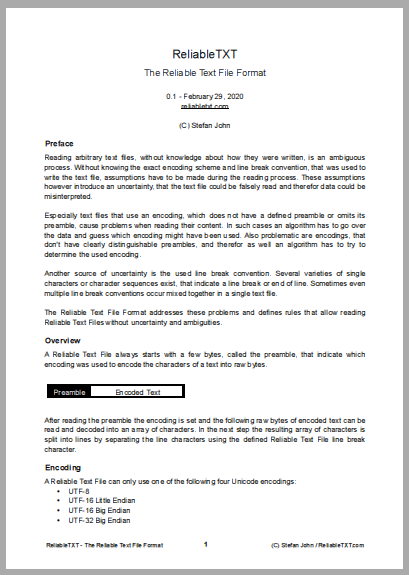 ReliableTXT
The Reliable Text File Format
0.1 - February 29, 2020
reliabletxt.com
(C) Stefan John
Preface
Reading arbitrary text files, without knowledge about how they were written, is an ambiguous
process. Without knowing the exact encoding scheme and line break convention, that was used to
write the text file, assumptions have to be made during the reading process. These assumptions
however introduce an uncertainty, that the text file could be falsely read and therefor data could be
misinterpreted.
Especially text files that use an encoding, which does not have a defined preamble or omits its
preamble, cause problems when reading their content. In such cases an algorithm has to go over
the data and guess which encoding might have been used. Also problematic are encodings, that
don't have clearly distinguishable preambles, and therefor as well an algorithm has to try to
determine the used encoding.
Another source of uncertainty is the used line break convention. Several varieties of single
characters or character sequences exist, that indicate a line break or end of line. Sometimes even
multiple line break conventions occur mixed together in a single text file.
The Reliable Text File Format addresses these problems and defines rules that allow reading
Reliable Text Files without uncertainty and ambiguities.
Overview
A Reliable Text File always starts with a few bytes, called the preamble, that indicate which
encoding was used to encode the characters of a text into raw bytes.
Preamble Encoded Text
After reading the preamble the encoding is set and the following raw bytes of encoded text can be
read and decoded into an array of characters. In the next step the resulting array of characters is
split into lines by separating the line characters using the defined Reliable Text File line break
character.
Encoding
A Reliable Text File can only use one of the following four Unicode encodings:
• UTF-8
• UTF-16 Little Endian
• UTF-16 Big Endian
• UTF-32 Big Endian
ReliableTXT - The Reliable Text File Format 1 (C) Stefan John / ReliableTXT.com